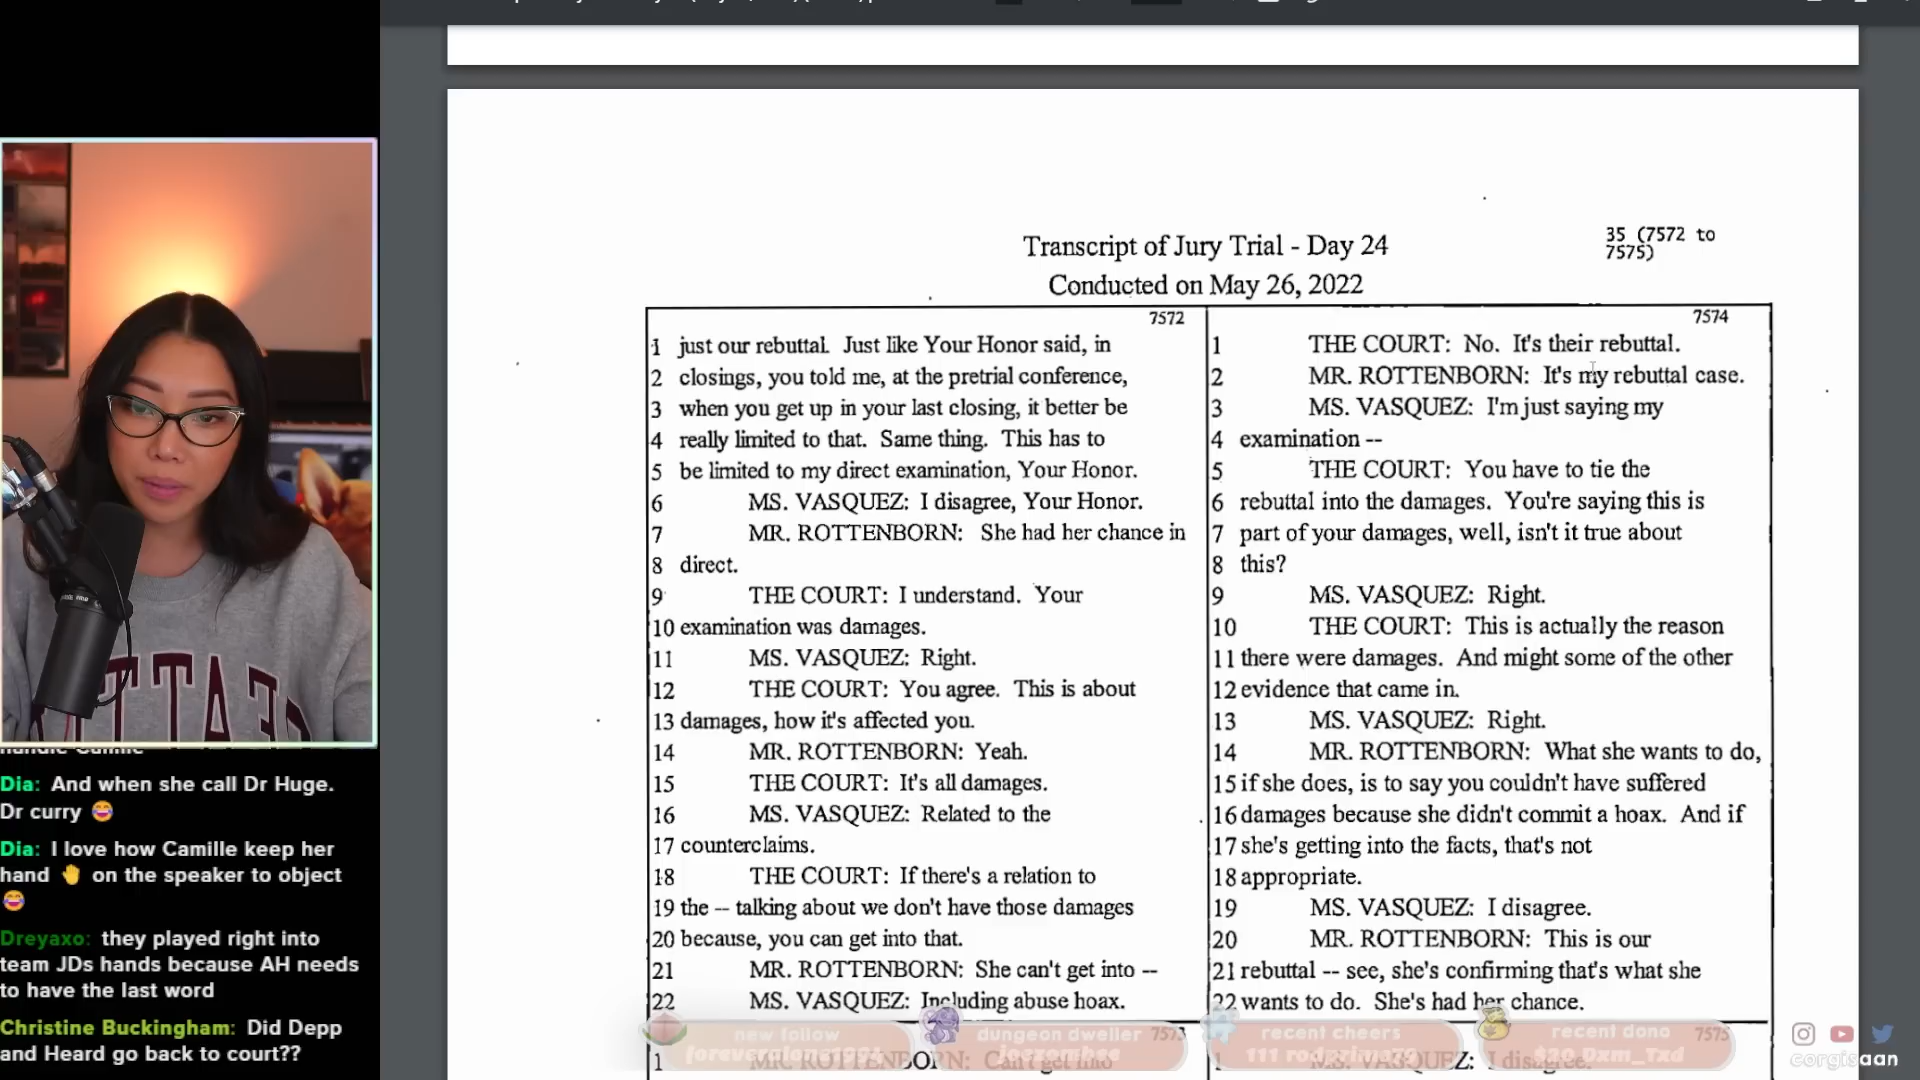 Transcript of Jury Trial - Day 24
Conducted on May 26, 2022
35 (7572 to
7575)
7572
1 just our rebuttal. Just like Your Honor said, in
2 closings, you told me, at the pretrial conference,
3 when you get up in your last closing, it better be
4 really limited to that. Same thing. This has to
5 be limited to my direct examination, Your Honor.
6 MS. VASQUEZ: I disagree, Your Honor.
7 MR. ROTTENBORN: She had her chance in
8 direct.
9 THE COURT: I understand. Your
10 examination was damages.
11 MS. VASQUEZ: Right.
12 THE COURT: You agree. This is about
13 damages, how it's affected you.
14 MR. ROTTENBORN: Yeah.
15 THE COURT: It's all damages.
16 MS. VASQUEZ: Related to the
17 counterclaims.
18 THE COURT: If there's a relation to
19 the -- talking about we don't have those damages
20 because, you can get into that.
21 MR. ROTTENBORN: She can't get into --
22 MS. VASQUEZ: Including abuse hoax.
7573
1 MR. ROTTENBORN: Can't get into
7574
1 THE COURT: No. It's their rebuttal.
2 MR. ROTTENBORN: It's my rebuttal case.
3 MS. VASQUEZ: I'm just saying my
4 examination --
5 THE COURT: You have to tie the
6 rebuttal into the damages. You're saying this is
7 part of your damages, well, isn't it true about
8 this?
9 MS. VASQUEZ: Right.
10 THE COURT: This is actually the reason
11 there were damages. And might some of the other
12 evidence that came in.
13 MS. VASQUEZ: Right.
14 MR. ROTTENBORN: What she wants to do,
15 if she does, is to say you couldn't have suffered
16 damages because she didn't commit a hoax. And if
17 she's getting into the facts, that's not
18 appropriate.
19 MS. VASQUEZ: I disagree.
20 MR. ROTTENBORN: This is our
21 rebuttal -- see, she's confirming that's what she
22 wants to do. She's had her chance.
7575
1 MS. VASQUEZ: I disagree.
handle Camille
Dia: And when she call Dr Huge.
Dr curry 😂
Dia: I love how Camille keep her
hand 🤚 on the speaker to object
😂
Dreyaxo: they played right into
team JDs hands because AH needs
to have the last word
Christine Buckingham: Did Depp
and Heard go back to court??
new follow
dungeon dweller
recent cheers
recent dono
corgisaan